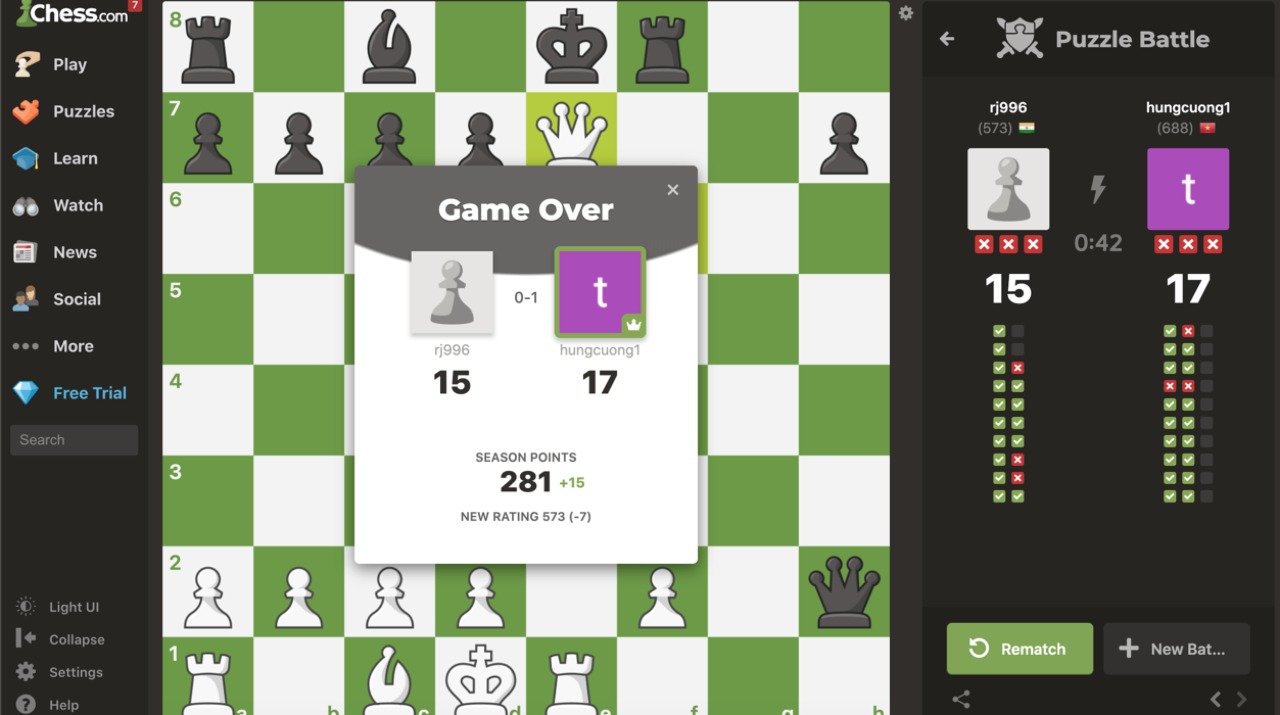 Chess.com
7
Play
Puzzles
Learn
Watch
News
Social
More
Free Trial
Search
Light UI
Collapse
Settings
Help
8
7
6
5
4
3
2
1
a
b
c
d
e
f
g
h
Game Over
t
0-1
rj996
hungcuong1
15
17
SEASON POINTS
281 +15
NEW RATING 573 (-7)
Puzzle Battle
rj996
hungcuong1
(573)
(688)
t
0:42
15
17
Rematch
New Bat...